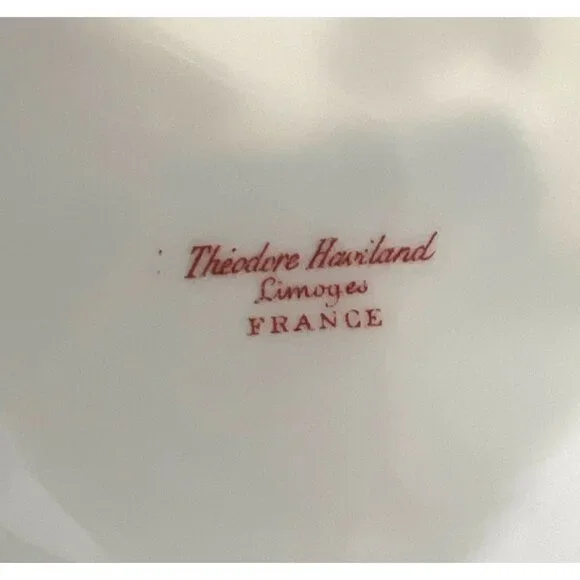 Théodore Haviland
Limoges
FRANCE